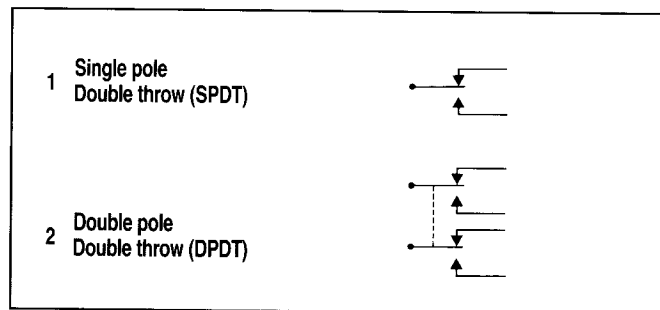 1 Single pole
Double throw (SPDT)
2 Double pole
Double throw (DPDT)